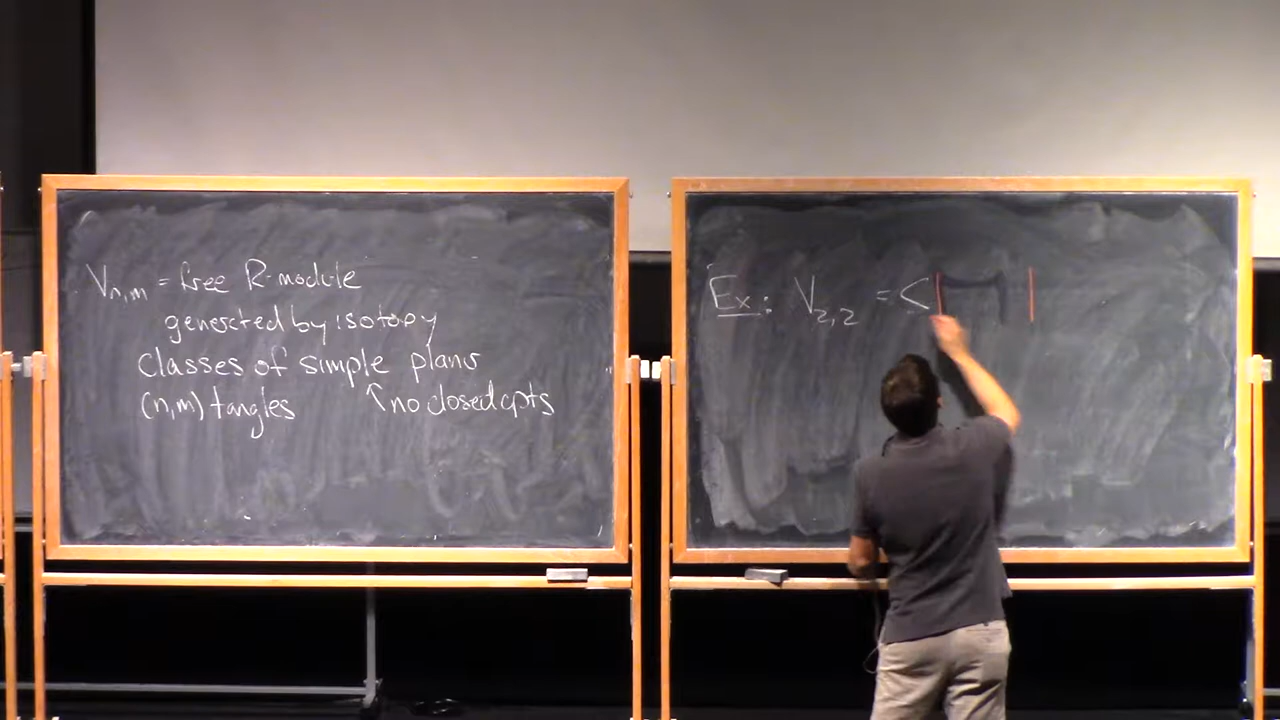 Vn,m = free R-module
generated by isotopy
classes of simple planar
(n,m) tangles ↖no closed cpts
Ex: V2,2 = <